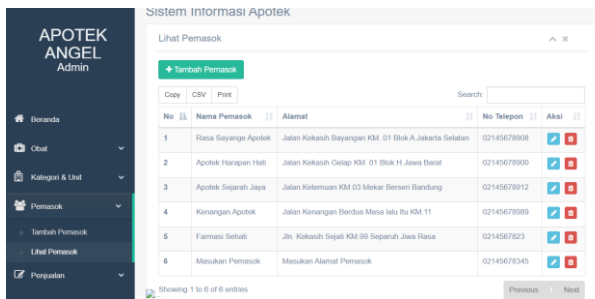 Sistem Informasi Apotek
APOTEK
ANGEL
Admin
Beranda
Obat
Kategori & Unit
Pemasok
Tambah Pemasok
Lihat Pemasok
Penjualan
Lihat Pemasok
+ Tambah Pemasok
Copy CSV Print Search:
No Nama Pemasok Alamat No Telepon Aksi
1 Rasa Sayange Apotek Jalan Kekasih Bayangan KM. 01 Blok A Jakarta Selatan 02145678908
2 Apotek Harapan Hati Jalan Kekasih Gelap KM. 01 Blok H Jawa Barat 02145678900
3 Apotek Sejarah Jaya Jalan Ketemuan KM.03 Mekar Berseri Bandung 02145678912
4 Kenangan Apotek Jalan Kenangan Berdua Masa lalu Itu KM.11 02145678989
5 Farmasi Sehati Jln. Kekasih Sejati KM.99 Separuh Jiwa Rasa 0214567823
6 Masukan Pemasok Masukan Alamat Pemasok 02145678345
Showing 1 to 6 of 6 entries Previous 1 Next